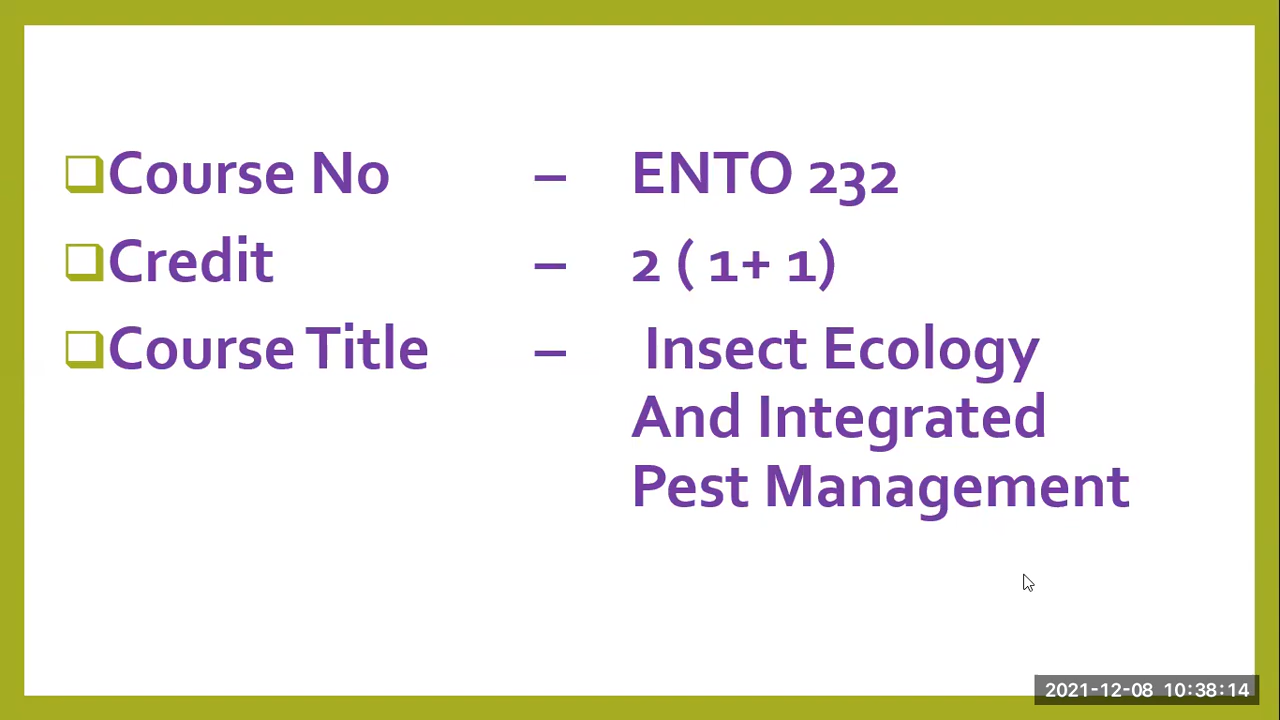 ❑Course No – ENTO 232
❑Credit – 2 ( 1+ 1)
❑Course Title – Insect Ecology
And Integrated
Pest Management
2021-12-08 10:38:14